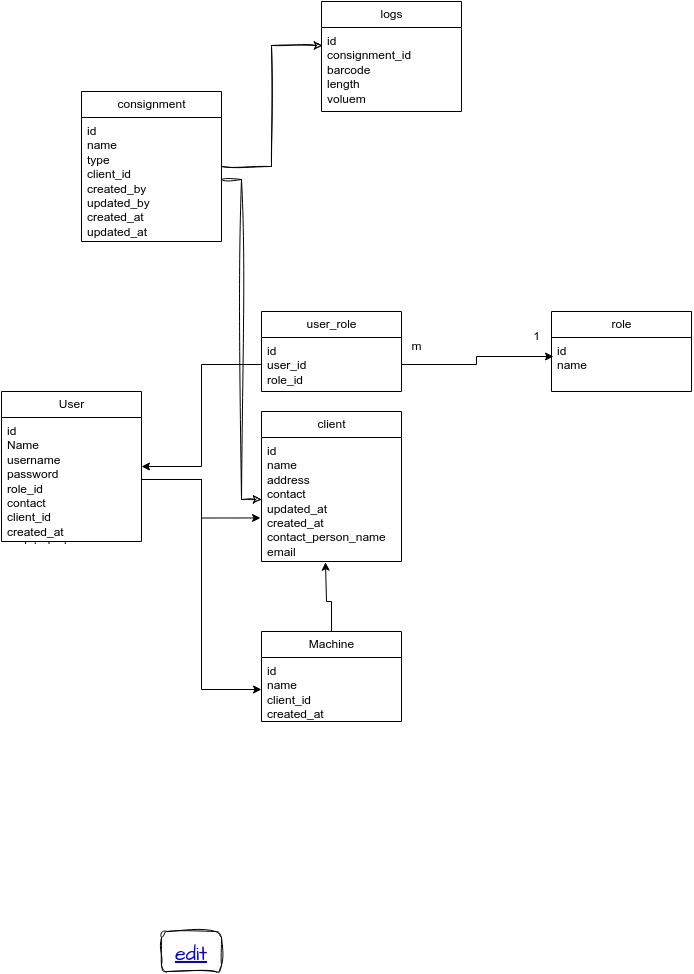 logs
id
consignment_id
barcode
length
voluem
consignment
id
name
type
client_id
created_by
updated_by
created_at
updated_at
user_role
id
user_id
role_id
m
1
role
id
name
User
id
Name
username
password
role_id
contact
client_id
created_at
client
id
name
address
contact
updated_at
created_at
contact_person_name
email
Machine
id
name
client_id
created_at
edit